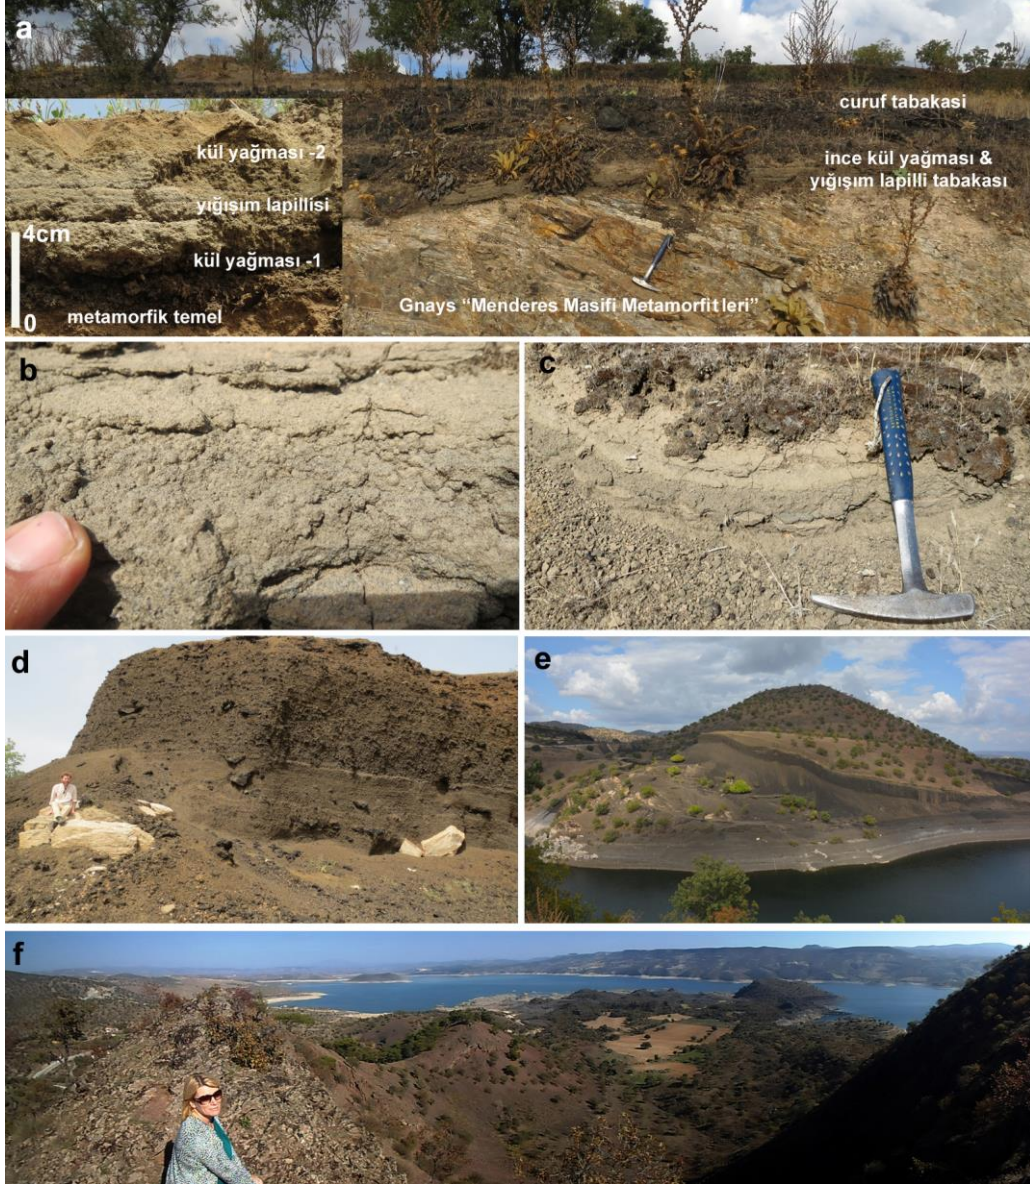 a
curuf tabakasi
kül yağması -2
ince kül yağması &
yığışım lapilli tabakası
yığışım lapillisi
4cm
kül yağması -1
Gnays “Menderes Masifi Metamorfitleri”
metamorfik temel
0
b
c
d
e
f